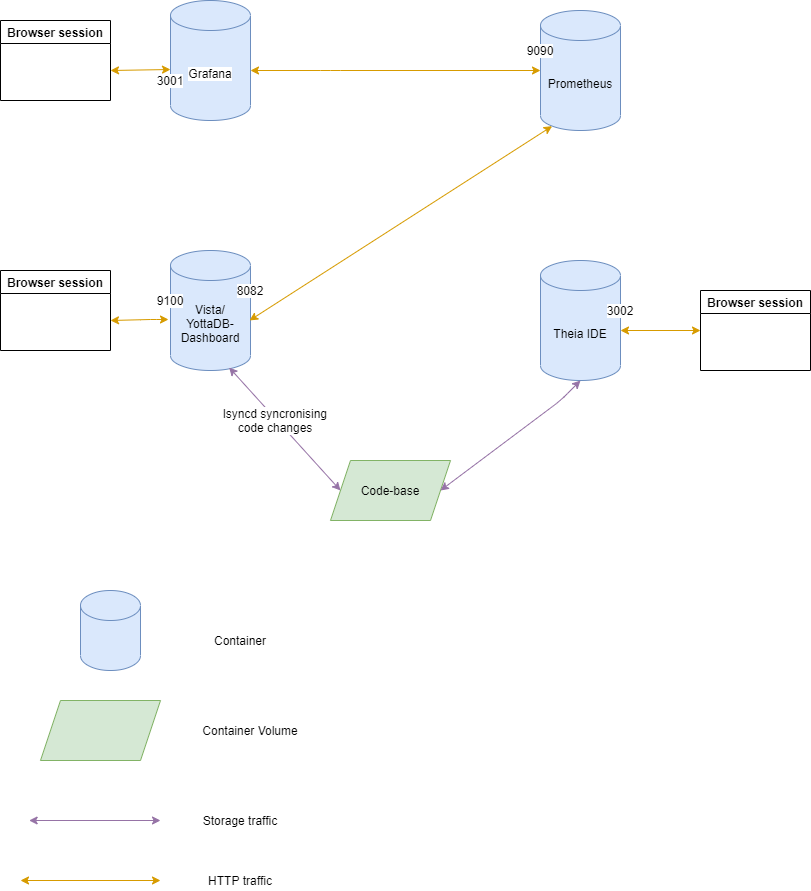 Browser session
Grafana
3001
9090
Prometheus
Browser session
9100
8082
Vista/
YottaDB-
Dashboard
3002
Theia IDE
Browser session
lsyncd syncronising
code changes
Code-base
Container
Container Volume
Storage traffic
HTTP traffic